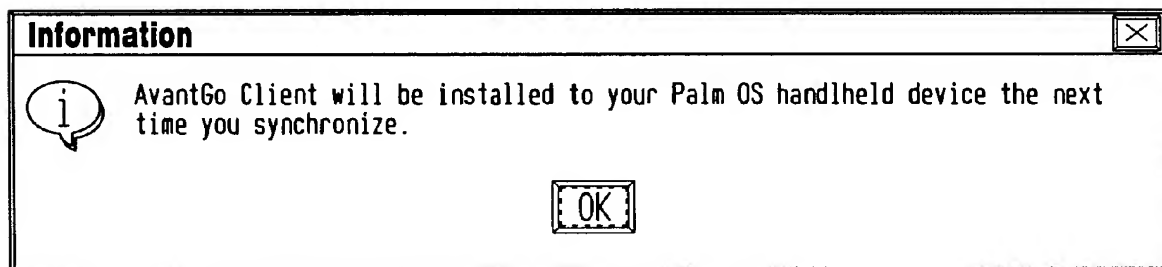 Information
i
AvantGo Client will be installed to your Palm OS handlheld device the next
time you synchronize.
OK